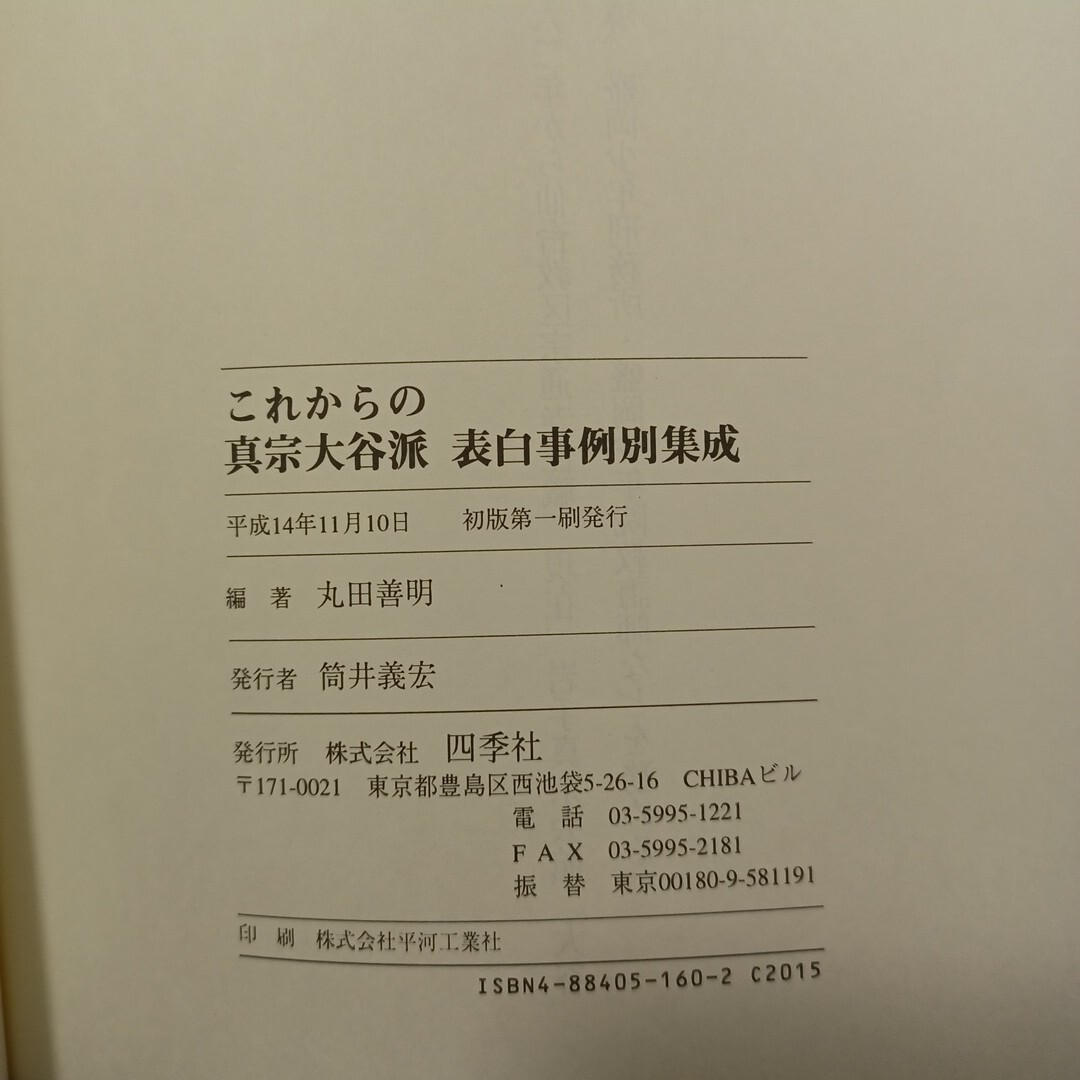 これからの
真宗大谷派 表白事例別集成
平成14年11月10日 初版第一刷発行
編 著 丸田善明
発行者 筒井義宏
発行所 株式会社 四季社
〒171-0021 東京都豊島区西池袋5-26-16 CHIBAビル
電 話 03-5995-1221
FAX 03-5995-2181
振 替 東京00180-9-581191
印 刷 株式会社平河工業社
ISBN4-88405-160-2 C2015